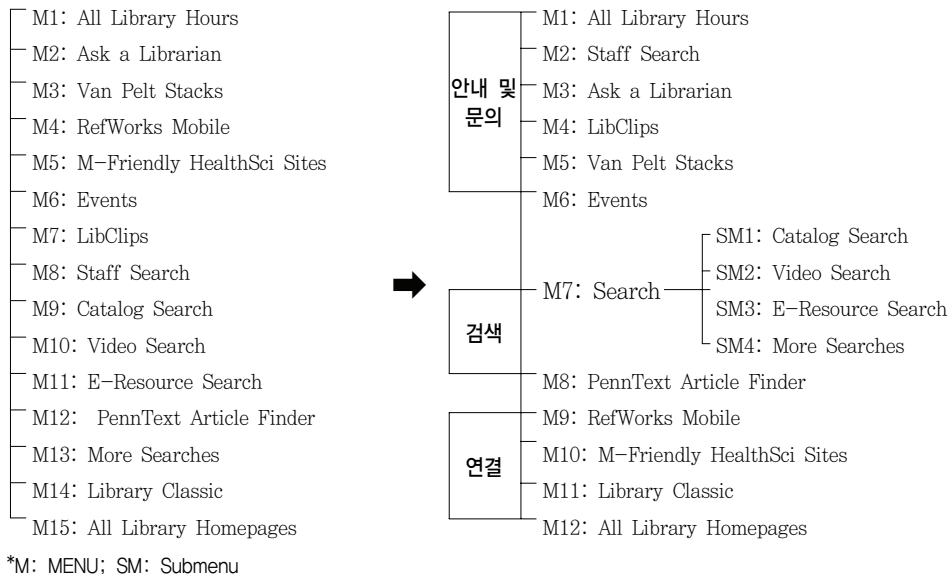 M1: All Library Hours
M2: Ask a Librarian
M3: Van Pelt Stacks
M4: RefWorks Mobile
M5: M-Friendly HealthSci Sites
M6: Events
M7: LibClips
M8: Staff Search
M9: Catalog Search
M10: Video Search
M11: E-Resource Search
M12: PennText Article Finder
M13: More Searches
M14: Library Classic
M15: All Library Homepages
안내 및
문의
M1: All Library Hours
M2: Staff Search
M3: Ask a Librarian
M4: LibClips
M5: Van Pelt Stacks
M6: Events
검색
M7: Search
SM1: Catalog Search
SM2: Video Search
SM3: E-Resource Search
SM4: More Searches
M8: PennText Article Finder
연결
M9: RefWorks Mobile
M10: M-Friendly HealthSci Sites
M11: Library Classic
M12: All Library Homepages
*M: MENU; SM: Submenu